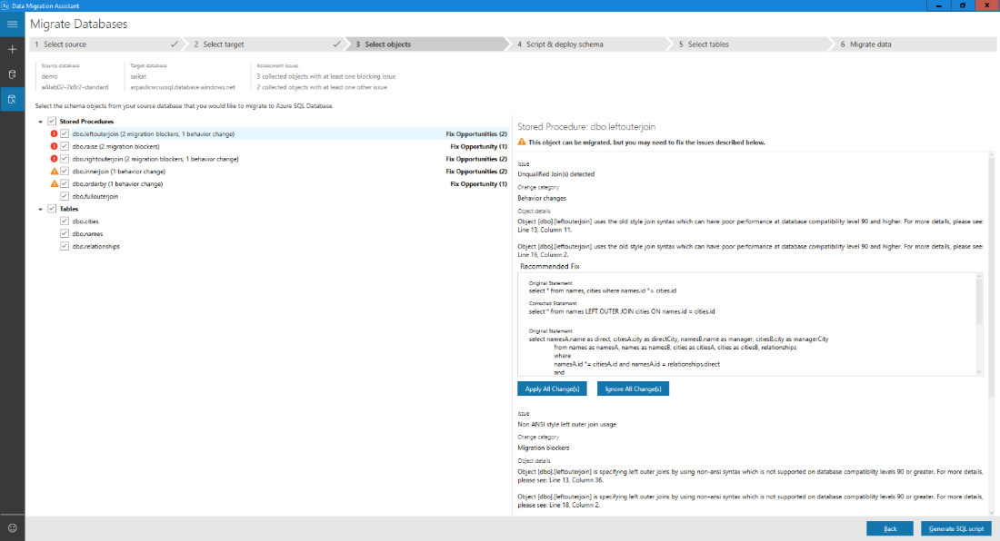 Data Migration Assistant
Migrate Databases
1 Select source
2 Select target
3 Select objects
4 Script & deploy schema
5 Select tables
6 Migrate data
Source database
demo
aAlab02-2k8r2-standard
Target database
saikat
arpavlicwcussql.database.windows.net
Assessment issues
3 collected objects with at least one blocking issue
2 collected objects with at least one other issue
Select the schema objects from your source database that you would like to migrate to Azure SQL Database.
Stored Procedures
dbo.leftouterjoin (2 migration blockers, 1 behavior change) Fix Opportunities (2)
dbo.raise (2 migration blockers) Fix Opportunity (1)
dbo.rightouterjoin (2 migration blockers, 1 behavior change) Fix Opportunities (2)
dbo.innerjoin (1 behavior change) Fix Opportunities (2)
dbo.orderby (1 behavior change) Fix Opportunity (1)
dbo.fullouterjoin
Tables
dbo.cities
dbo.names
dbo.relationships
Stored Procedure: dbo.leftouterjoin
This object can be migrated, but you may need to fix the issues described below.
Issue
Unqualified Join(s) detected
Change category
Behavior changes
Object details
Object [dbo].[leftouterjoin] uses the old style join syntax which can have poor performance at database compatibility level 90 and higher. For more details, please see:
Line 13, Column 11.
Object [dbo].[leftouterjoin] uses the old style join syntax which can have poor performance at database compatibility level 90 and higher. For more details, please see:
Line 16, Column 2.
Recommended Fix
Original Statement
select * from names, cities where names.id *= cities.id
Corrected Statement
select * from names LEFT OUTER JOIN cities ON names.id = cities.id
Original Statement
select namesA.name as direct, citiesA.city as directCity, namesB.name as manager, citiesB.city as managerCity
from names as namesA, names as namesB, cities as citiesA, cities as citiesB, relationships
where
namesA.id *= citiesA.id and namesA.id = relationships.direct
and
Apply All Change(s)
Ignore All Change(s)
Issue
Non ANSI style left outer join usage
Change category
Migration blockers
Object details
Object [dbo].[leftouterjoin] is specifying left outer joins by using non-ansi syntax which is not supported on database compatiblity levels 90 or greater. For more details,
please see: Line 13, Column 36.
Object [dbo].[leftouterjoin] is specifying left outer joins by using non-ansi syntax which is not supported on database compatiblity levels 90 or greater. For more details,
please see: Line 18, Column 2.
Back
Generate SQL script